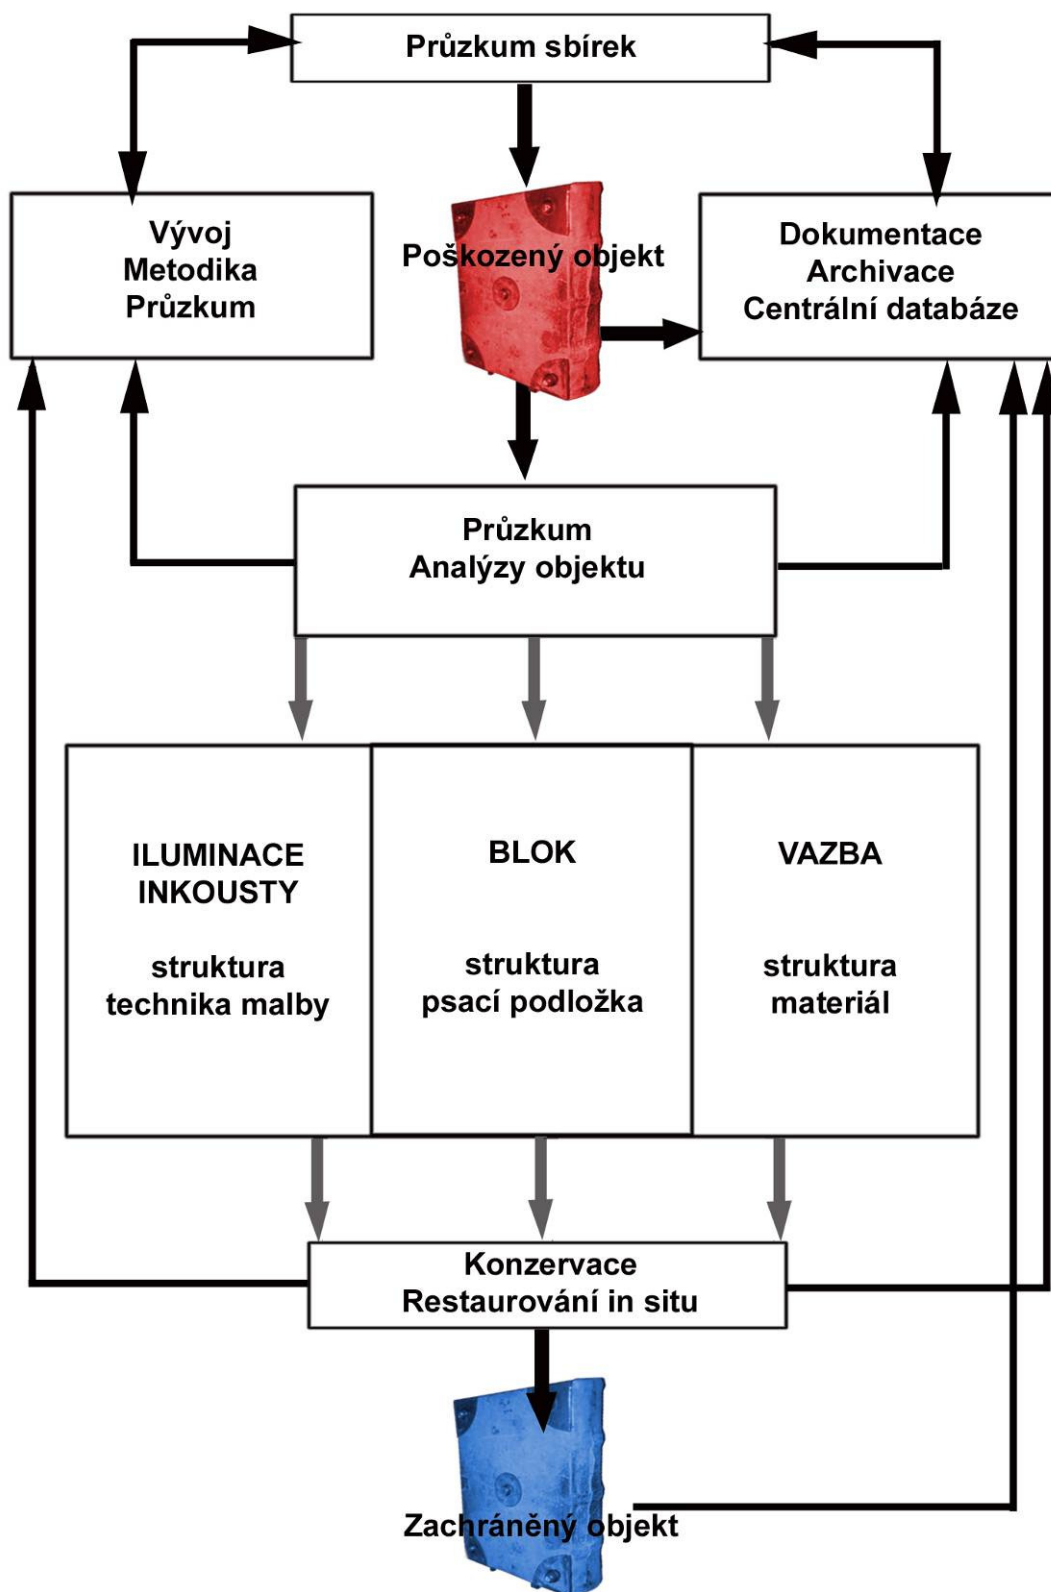 Průzkum sbírek
Vývoj
Metodika
Průzkum
Poškozený objekt
Dokumentace
Archivace
Centrální databáze
Průzkum
Analýzy objektu
ILUMINACE
INKOUSTY
struktura
technika malby
BLOK
struktura
psací podložka
VAZBA
struktura
materiál
Konzervace
Restaurování in situ
Zachráněný objekt